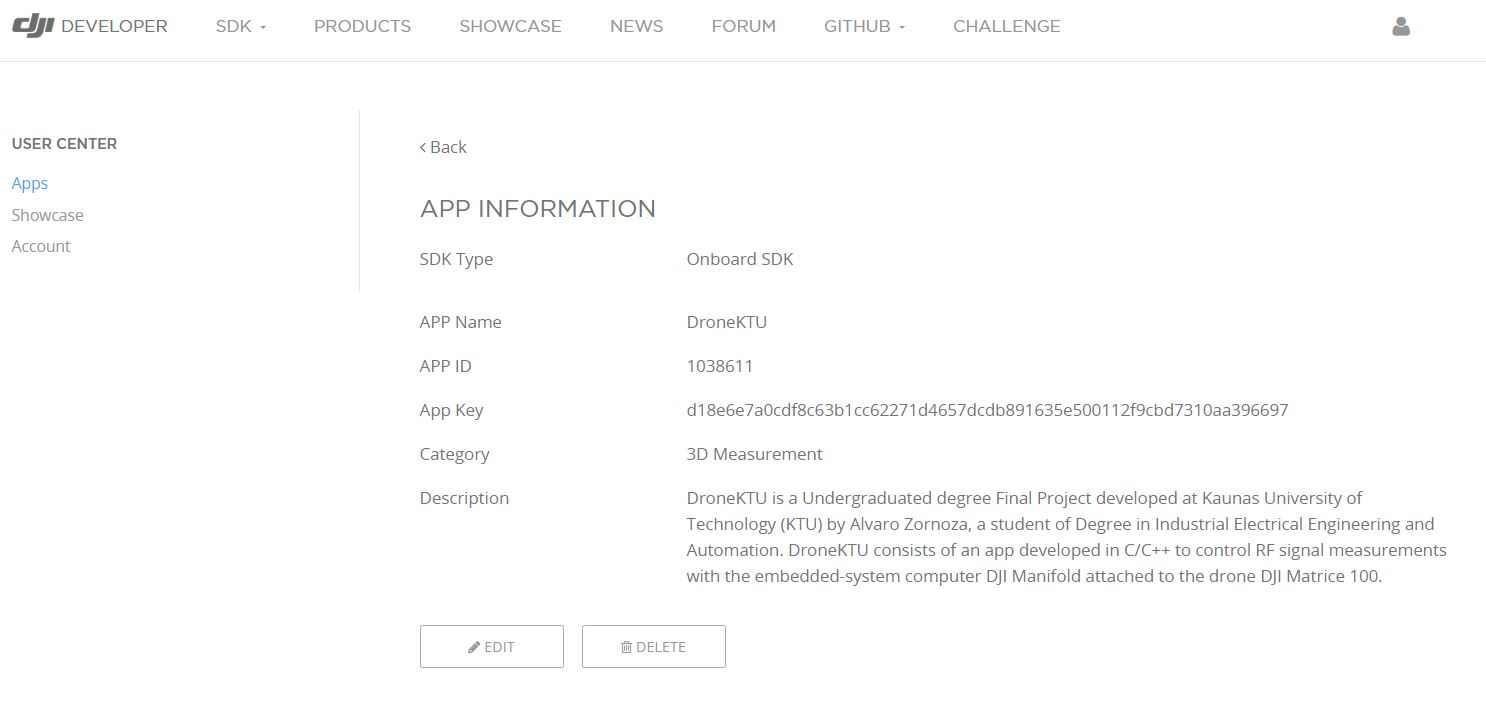 dji DEVELOPER SDK PRODUCTS SHOWCASE NEWS FORUM GITHUB CHALLENGE
USER CENTER
Apps
Showcase
Account
Back
APP INFORMATION
SDK Type Onboard SDK
APP Name DroneKTU
APP ID 1038611
App Key d18e6e7a0cdf8c63b1cc62271d4657dcdb891635e500112f9cbd7310aa396697
Category 3D Measurement
Description DroneKTU is a Undergraduated degree Final Project developed at Kaunas University of
Technology (KTU) by Alvaro Zornoza, a student of Degree in Industrial Electrical Engineering and
Automation. DroneKTU consists of an app developed in C/C++ to control RF signal measurements
with the embedded-system computer DJI Manifold attached to the drone DJI Matrice 100.
EDIT DELETE